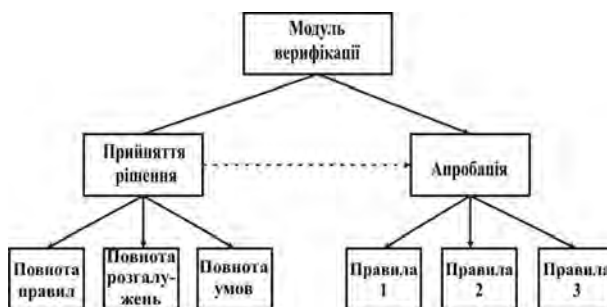 Модуль
верифікації
Прийняття
рішення
Апробація
Повнота
правил
Повнота
розгалу-
жень
Повнота
умов
Правила
1
Правила
2
Правила
3